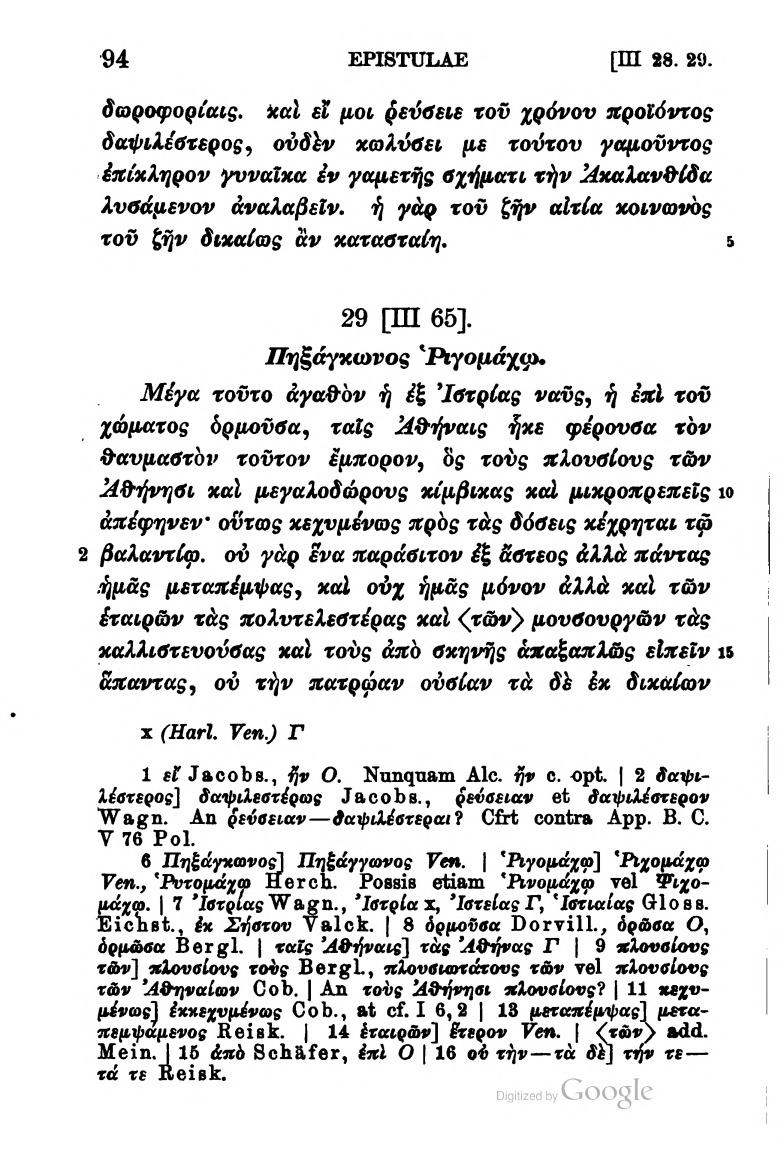 94 EPISTULAE [III 28. 29.
δωροφορίαις. καὶ εἴ μοι ῥεύσειε τοῦ χρόνου προϊόντος
δαψιλέστερος, οὐδὲν κωλύσει με τούτου γαμοῦντος
ἐπίκληρον γυναῖκα ἐν γαμετῆς σχήματι τὴν Ἀκαλανθίδα
λυσάμενον ἀναλαβεῖν. ἡ γὰρ τοῦ ζῆν αἰτία κοινωνὸς
τοῦ ζῆν δικαίως ἂν κατασταίη. 5
29 [III 65].
Πηξάγκωνος Ῥιγομάχῳ.
Μέγα τοῦτο ἀγαθὸν ἡ ἐξ Ἰστρίας ναῦς, ἡ ἐπὶ τοῦ
χώματος ὁρμοῦσα, ταῖς Ἀθήναις ἧκε φέρουσα τὸν
θαυμαστὸν τοῦτον ἔμπορον, ὃς τοὺς πλουσίους τῶν
Ἀθήνησι καὶ μεγαλοδώρους κίμβικας καὶ μικροπρεπεῖς 10
ἀπέφηνεν· οὕτως κεχυμένως πρὸς τὰς δόσεις κέχρηται τῷ
2 βαλαντίῳ. οὐ γὰρ ἕνα παράσιτον ἐξ ἄστεος ἀλλὰ πάντας
ἡμᾶς μεταπέμψας, καὶ οὐχ ἡμᾶς μόνον ἀλλὰ καὶ τῶν
ἑταιρῶν τὰς πολυτελεστέρας καὶ ⟨τῶν⟩ μουσουργῶν τὰς
καλλιστευούσας καὶ τοὺς ἀπὸ σκηνῆς ἁπαξαπλῶς εἰπεῖν 15
ἅπαντας, οὐ τὴν πατρῴαν οὐσίαν τὰ δὲ ἐκ δικαίων
x (Harl. Ven.) Γ
1 εἴ Jacobs., ἤν O. Nunquam Alc. ἤν c. opt. | 2 δαψι-
λέστερος] δαψιλεστέρως Jacobs., ῥεύσειαν et δαψιλέστερον
Wagn. An ῥεύσειαν—δαψιλέστεραι? Cfrt contra App. B. C.
V 76 Pol.
6 Πηξάγκωνος] Πηξάγγωνος Ven. | Ῥιγομάχῳ] Ῥιχομάχῳ
Ven., Ῥυτομάχῳ Herch. Possis etiam Ῥινομάχῳ vel Ψιχο-
μάχῳ. | 7 Ἰστρίας Wagn., Ἰστρία x, Ἰστείας Γ, Ἱστιαίας Gloss.
Eichst., ἐκ Σήστου Valck. | 8 ὁρμοῦσα Dorvill., ὁρῶσα O,
ὁρμῶσα Bergl. | ταῖς Ἀθήναις] τὰς Ἀθήνας Γ | 9 πλουσίους
τῶν] πλουσίους τοὺς Bergl., πλουσιωτάτους τῶν vel πλουσίους
τῶν Ἀθηναίων Cob. | An τοὺς Ἀθήνησι πλουσίους? | 11 κεχυ-
μένως] ἐκκεχυμένως Cob., at cf. I 6, 2 | 13 μεταπέμψας] μετα-
πεμψάμενος Reisk. | 14 ἑταιρῶν] ἕτερον Ven. | ⟨τῶν⟩ add.
Mein. | 15 ἀπὸ Schäfer, ἐπὶ O | 16 οὐ τὴν—τὰ δὲ] τήν τε—
τά τε Reisk.
Digitized by Google